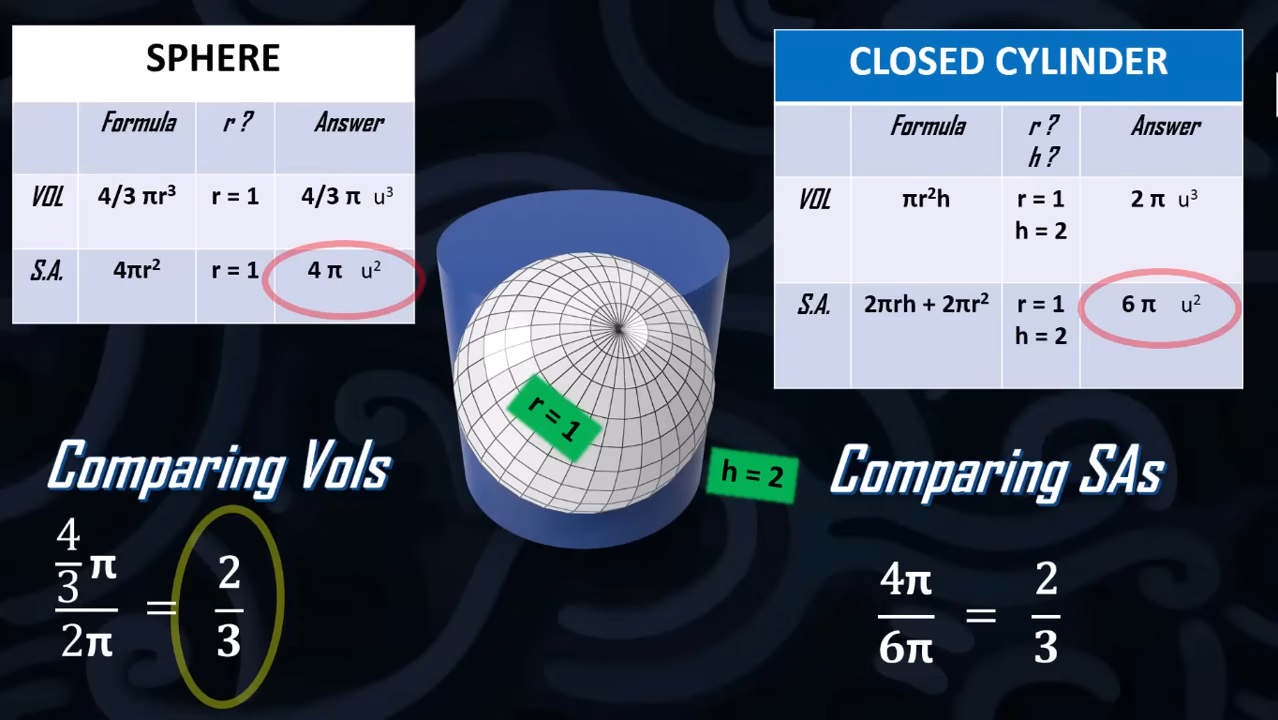 SPHERE
Formula r ? Answer
VOL 4/3 πr³ r = 1 4/3 π u³
S.A. 4πr² r = 1 4 π u²
CLOSED CYLINDER
Formula r ? Answer
h ?
VOL πr²h r = 1 2 π u³
h = 2
S.A. 2πrh + 2πr² r = 1 6 π u²
h = 2
r = 1
h = 2
Comparing Vols
4
3 π
2π
=
2
3
Comparing SAs
4π
6π
=
2
3